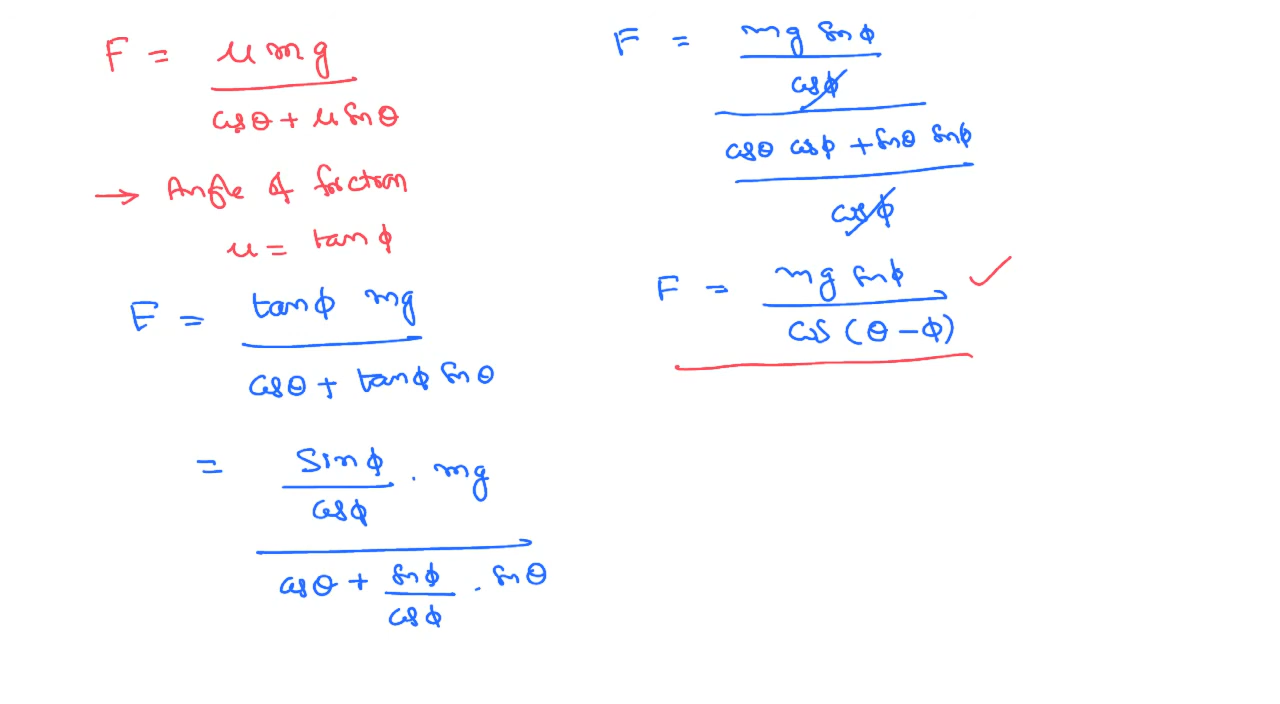 F = μmg
cosθ + μ sinθ
→ Angle of friction
μ = tanϕ
F = tanϕ mg
cosθ + tanϕ sinθ
= sinϕ . mg
cosϕ
cosθ + sinϕ . sinθ
cosϕ
F = mg sinϕ
cosϕ
cosθ cosϕ + sinθ sinϕ
cosϕ
F = mg sinϕ ✓
cos(θ - ϕ)